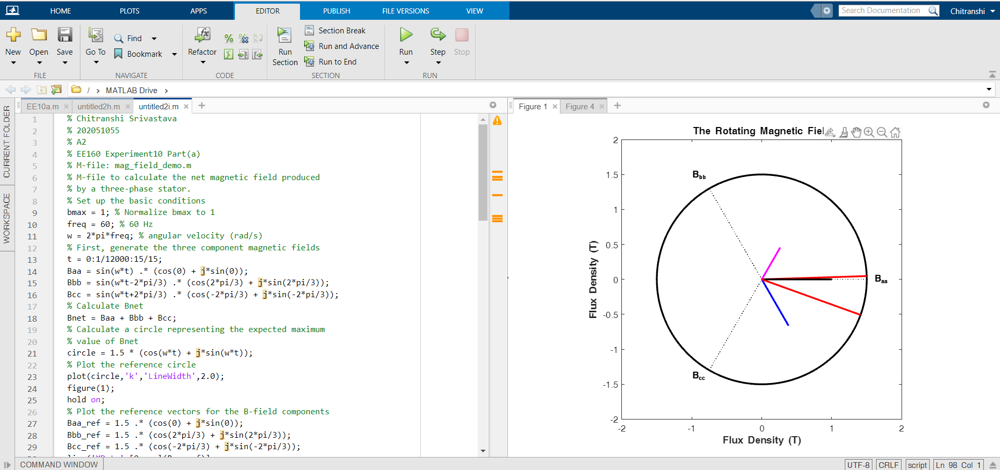 HOME PLOTS APPS EDITOR PUBLISH FILE VERSIONS VIEW Search Documentation Chitranshi
New Open Save Go To Find Bookmark Refactor Run Section Section Break Run and Advance Run to End Run Step Stop
FILE NAVIGATE CODE SECTION RUN
/ › MATLAB Drive ›
CURRENT FOLDER
WORKSPACE
EE10a.m × untitled2h.m × untitled2i.m × +
1 % Chitranshi Srivastava
2 % 202051055
3 % A2
4 % EE160 Experiment10 Part(a)
5 % M-file: mag_field_demo.m
6 % M-file to calculate the net magnetic field produced
7 % by a three-phase stator.
8 % Set up the basic conditions
9 bmax = 1; % Normalize bmax to 1
10 freq = 60; % 60 Hz
11 w = 2*pi*freq; % angular velocity (rad/s)
12 % First, generate the three component magnetic fields
13 t = 0:1/12000:15/15;
14 Baa = sin(w*t) .* (cos(0) + j*sin(0));
15 Bbb = sin(w*t-2*pi/3) .* (cos(2*pi/3) + j*sin(2*pi/3));
16 Bcc = sin(w*t+2*pi/3) .* (cos(-2*pi/3) + j*sin(-2*pi/3));
17 % Calculate Bnet
18 Bnet = Baa + Bbb + Bcc;
19 % Calculate a circle representing the expected maximum
20 % value of Bnet
21 circle = 1.5 * (cos(w*t) + j*sin(w*t));
22 % Plot the reference circle
23 plot(circle,'k','LineWidth',2.0);
24 figure(1);
25 hold on;
26 % Plot the reference vectors for the B-field components
27 Baa_ref = 1.5 .* (cos(0) + j*sin(0));
28 Bbb_ref = 1.5 .* (cos(2*pi/3) + j*sin(2*pi/3));
29 Bcc_ref = 1.5 .* (cos(-2*pi/3) + j*sin(-2*pi/3));
Figure 1 × Figure 4 × +
The Rotating Magnetic Fiel
2
1.5
1
0.5
0
-0.5
-1
-1.5
-2
Flux Density (T)
Bbb
Baa
Bcc
-2 -1 0 1 2
Flux Density (T)
COMMAND WINDOW
UTF-8 CRLF script Ln 98 Col 1